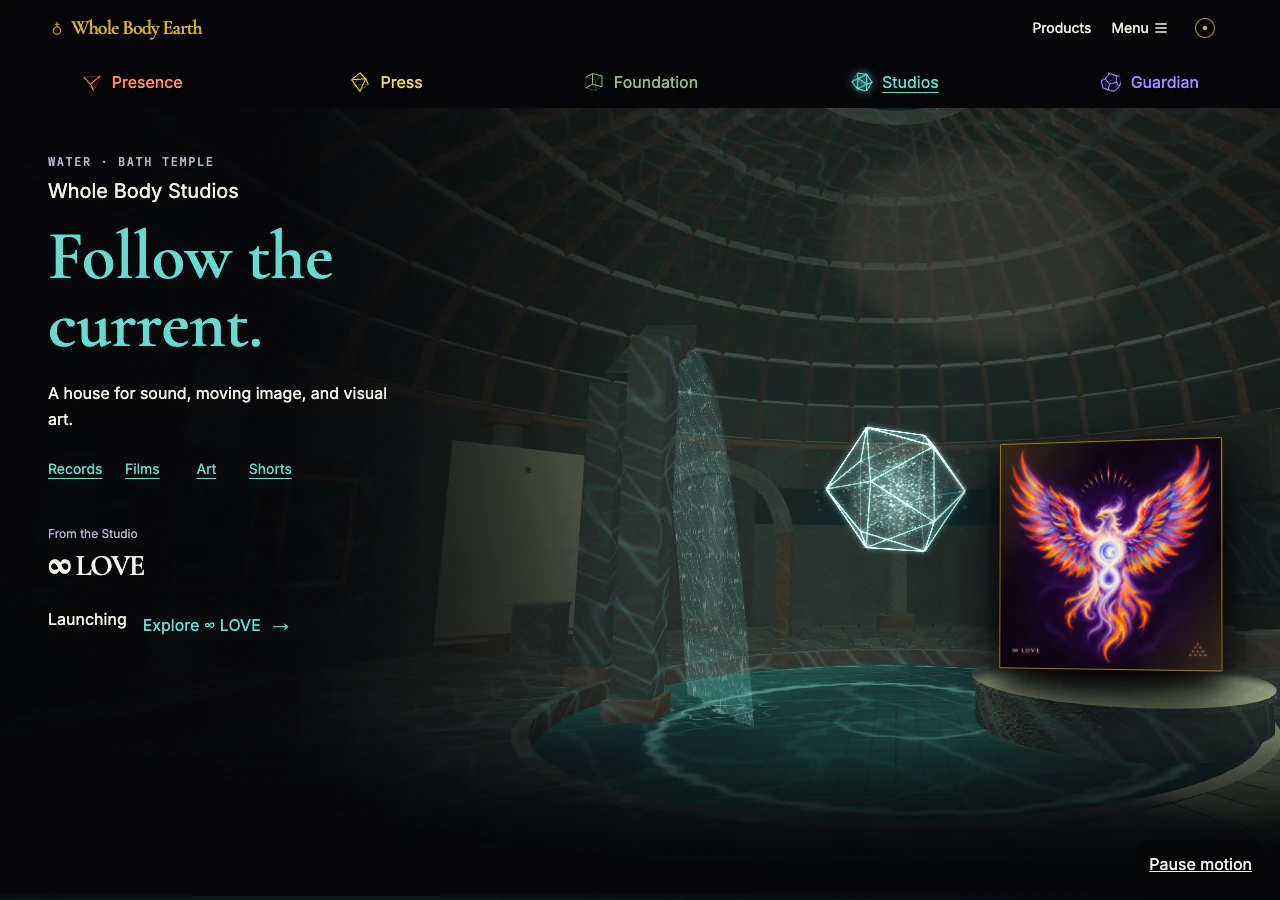 Whole Body Earth
Products
Menu
Presence
Press
Foundation
Studios
Guardian
WATER · BATH TEMPLE
Whole Body Studios
Follow the
current.
A house for sound, moving image, and visual
art.
Records
Films
Art
Shorts
From the Studio
∞ LOVE
Launching
Explore ∞ LOVE →
∞ LOVE
Pause motion